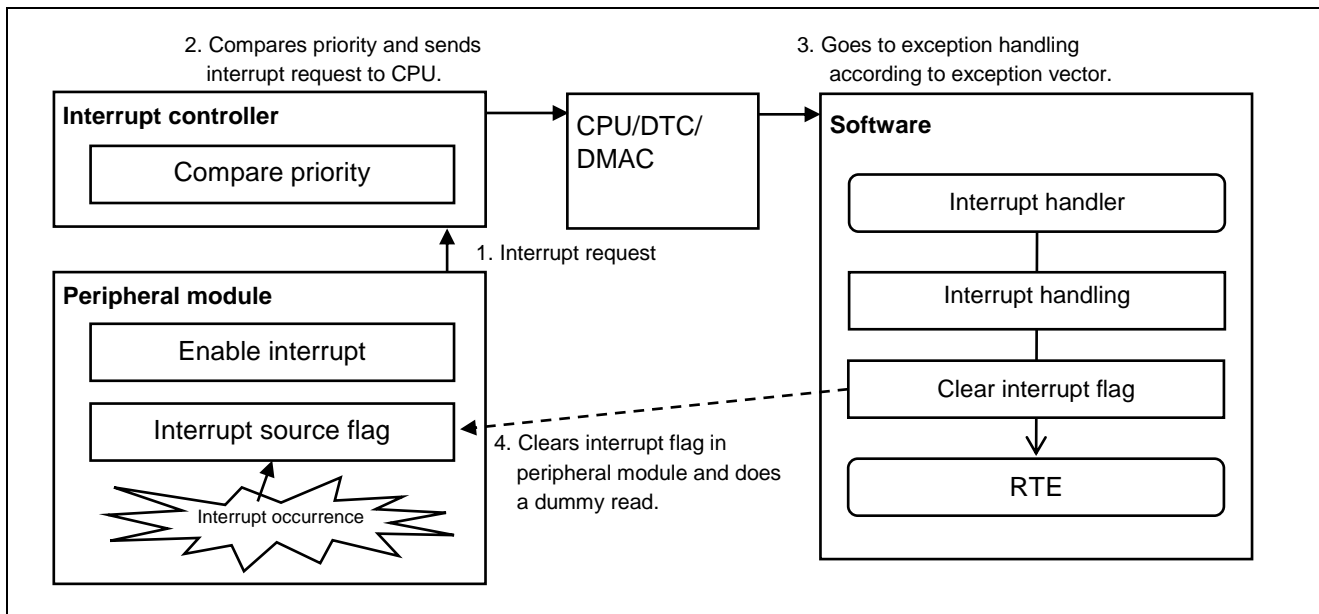 2. Compares priority and sends
interrupt request to CPU.
3. Goes to exception handling
according to exception vector.
Interrupt controller
Compare priority
CPU/DTC/
DMAC
Software
Interrupt handler
1. Interrupt request
Peripheral module
Interrupt handling
Enable interrupt
Clear interrupt flag
Interrupt source flag
4. Clears interrupt flag in
peripheral module and does
a dummy read.
RTE
Interrupt occurrence